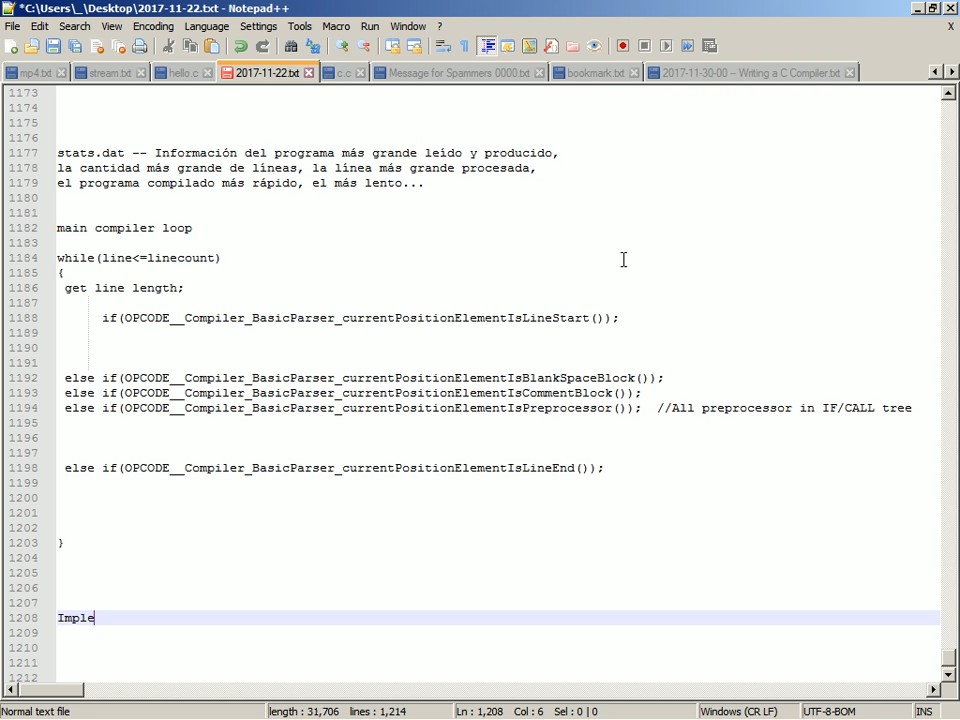 *C:\Users\_\Desktop\2017-11-22.txt - Notepad++
File Edit Search View Encoding Language Settings Tools Macro Run Window ? X
mp4.txt stream.txt hello.c 2017-11-22.txt c.c Message for Spammers 0000.txt bookmark.txt 2017-11-30-00 -- Writing a C Compiler.txt
1173
1174
1175
1176
1177 stats.dat -- Información del programa más grande leído y producido,
1178 la cantidad más grande de líneas, la línea más grande procesada,
1179 el programa compilado más rápido, el más lento...
1180
1181
1182 main compiler loop
1183
1184 while(line<=linecount)
1185 {
1186 get line length;
1187
1188 if(OPCODE__Compiler_BasicParser_currentPositionElementIsLineStart());
1189
1190
1191
1192 else if(OPCODE__Compiler_BasicParser_currentPositionElementIsBlankSpaceBlock());
1193 else if(OPCODE__Compiler_BasicParser_currentPositionElementIsCommentBlock());
1194 else if(OPCODE__Compiler_BasicParser_currentPositionElementIsPreprocessor()); //All preprocessor in IF/CALL tree
1195
1196
1197
1198 else if(OPCODE__Compiler_BasicParser_currentPositionElementIsLineEnd());
1199
1200
1201
1202
1203 }
1204
1205
1206
1207
1208 Imple
1209
1210
1211
1212
Normal text file length : 31,706 lines : 1,214 Ln : 1,208 Col : 6 Sel : 0 | 0 Windows (CR LF) UTF-8-BOM INS